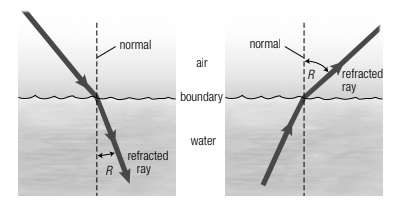 normal
refracted
ray
R
air
boundary
water
normal
R
refracted
ray